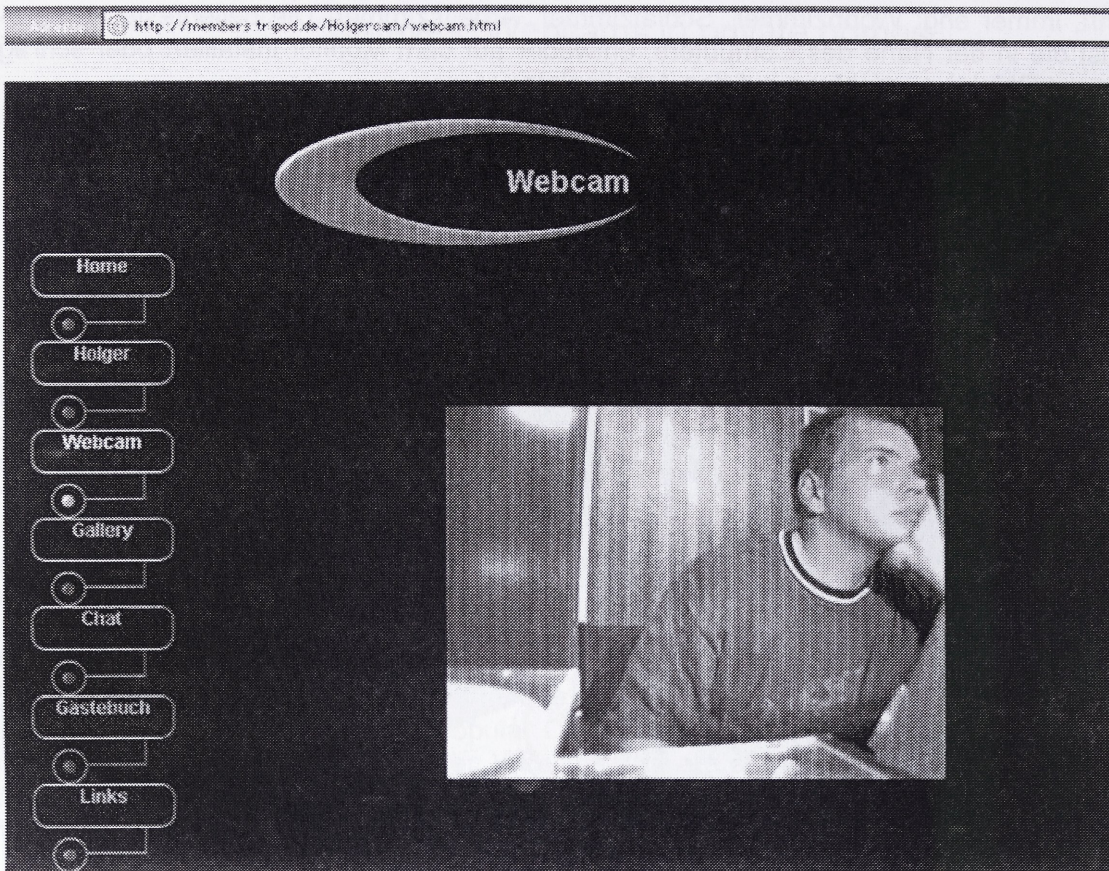 http://members.tripod.de/Holgercam/webcam.html
Webcam
Home
Holger
Webcam
Gallery
Chat
Gästebuch
Links